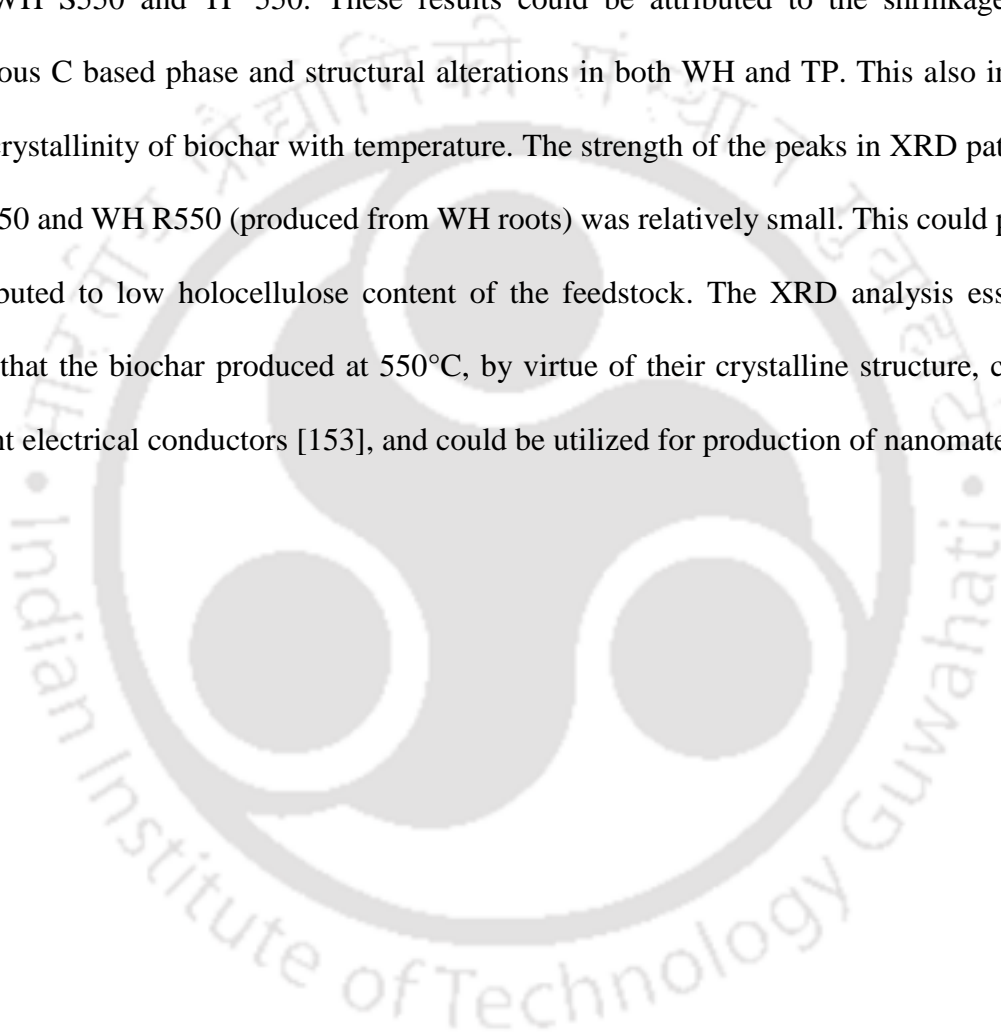 WH S550 and TP 550. These results could be attributed to the shrinkage
ous C based phase and structural alterations in both WH and TP. This also in
crystallinity of biochar with temperature. The strength of the peaks in XRD pat
50 and WH R550 (produced from WH roots) was relatively small. This could p
buted to low holocellulose content of the feedstock. The XRD analysis ess
that the biochar produced at 550°C, by virtue of their crystalline structure, c
nt electrical conductors [153], and could be utilized for production of nanomate
Indian Institute of Technology Guwahati